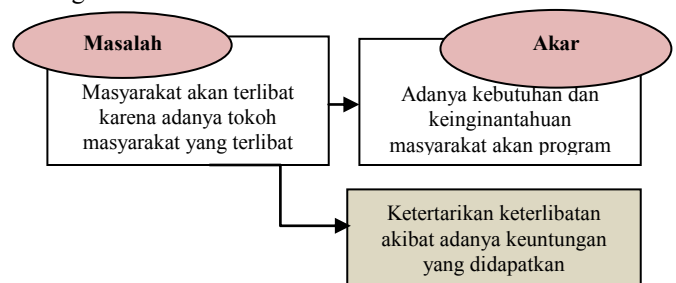 Masalah
Masyarakat akan terlibat
karena adanya tokoh
masyarakat yang terlibat
Akar
Adanya kebutuhan dan
keinginantahuan
masyarakat akan program
Ketertarikan keterlibatan
akibat adanya keuntungan
yang didapatkan